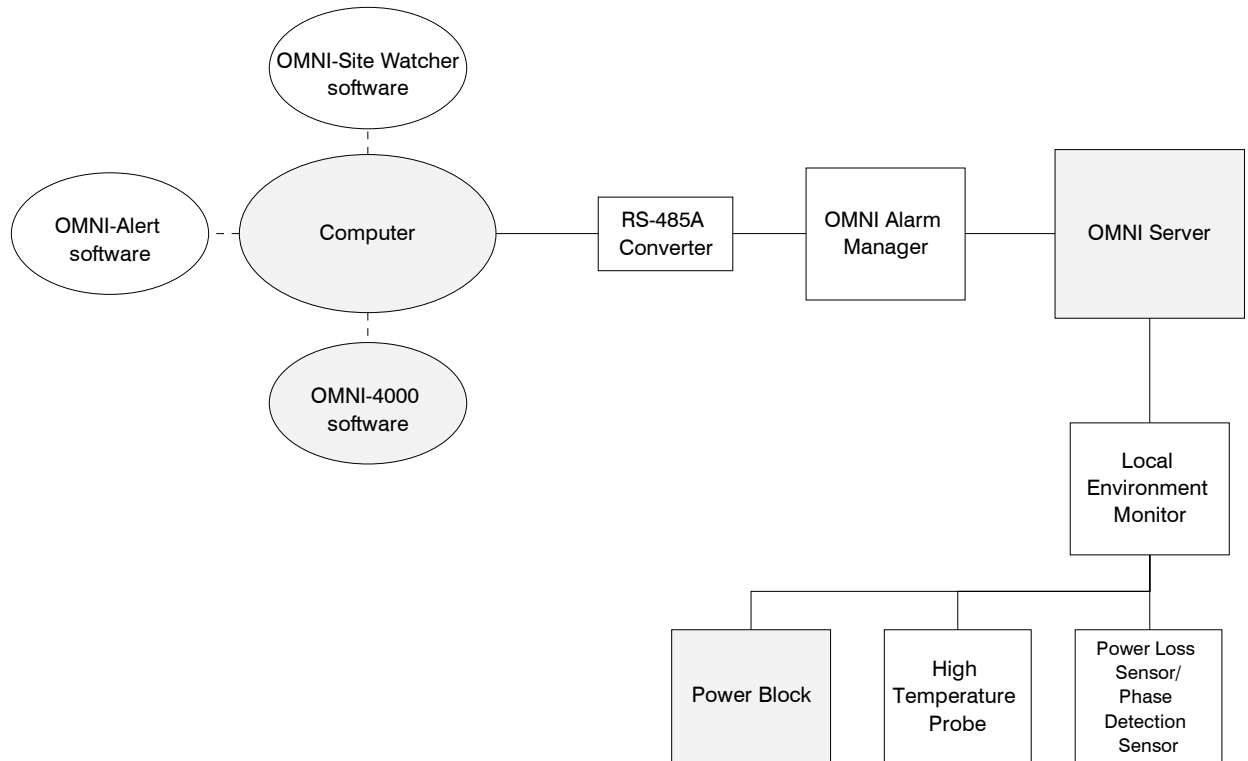 OMNI-Site Watcher
software
OMNI-Alert
software
Computer
RS-485A
Converter
OMNI Alarm
Manager
OMNI Server
OMNI-4000
software
Local
Environment
Monitor
Power Block
High
Temperature
Probe
Power Loss
Sensor/
Phase
Detection
Sensor